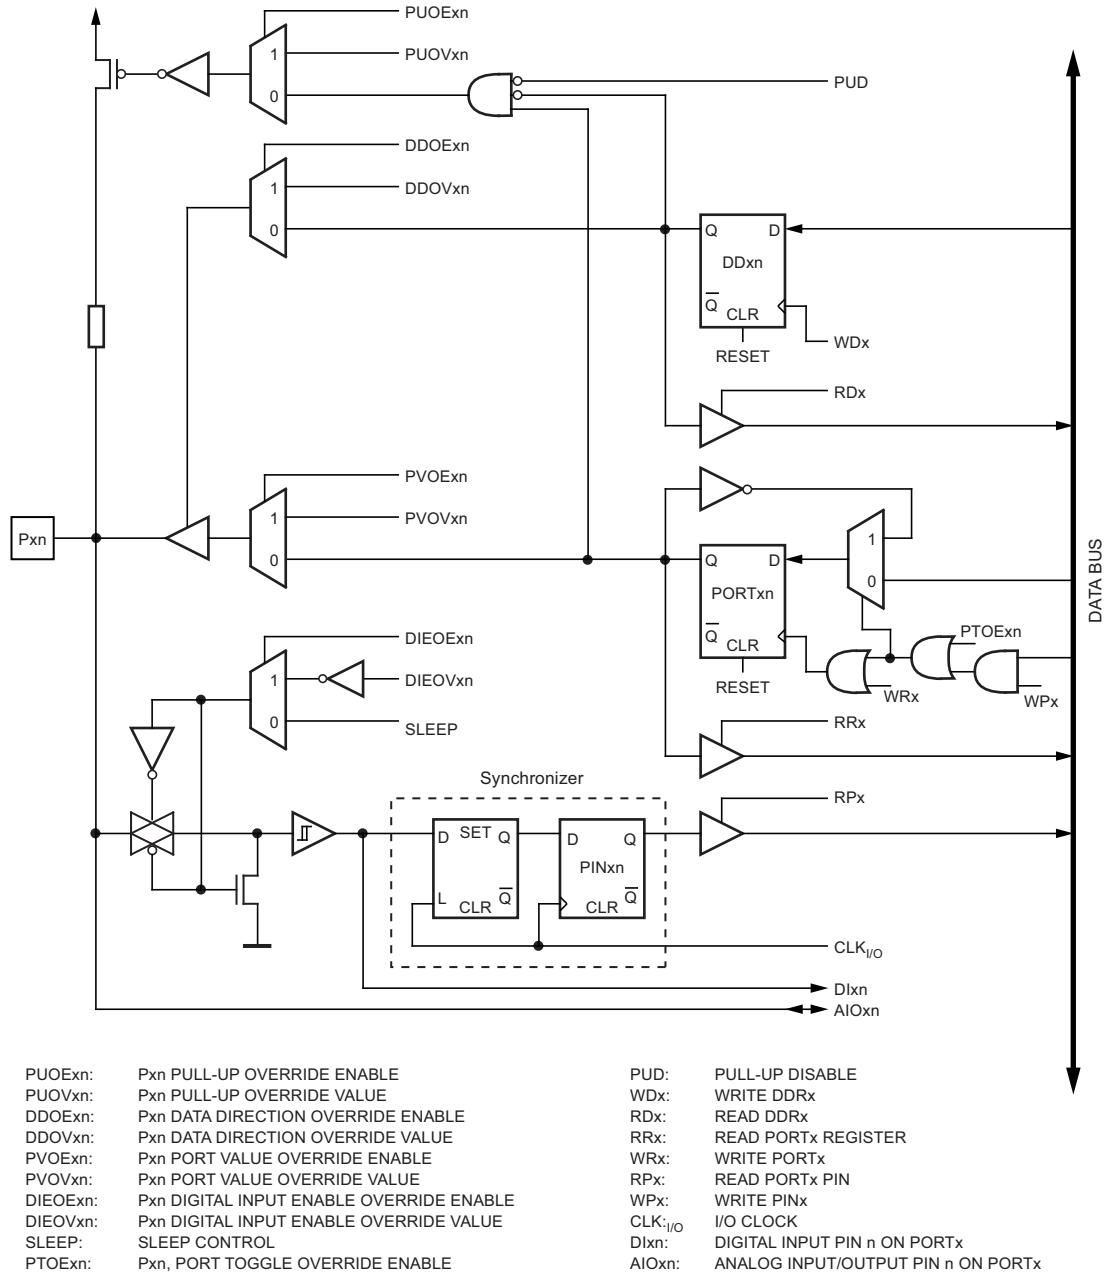 PUOExn
PUOVxn
1
0
PUD
DDOExn
DDOVxn
1
0
Q D
DDxn
Q
CLR
RESET
WDx
RDx
PVOExn
PVOVxn
1
0
Pxn
Q D
PORTxn
Q
CLR
RESET
1
0
PTOExn
WRx
WPx
DATA BUS
DIEOExn
DIEOVxn
SLEEP
1
0
RRx
Synchronizer
RPx
D SET Q
L CLR Q
D Q
PINxn
CLR Q
CLKI/O
DIxn
AIOxn
PUOExn: Pxn PULL-UP OVERRIDE ENABLE
PUOVxn: Pxn PULL-UP OVERRIDE VALUE
DDOExn: Pxn DATA DIRECTION OVERRIDE ENABLE
DDOVxn: Pxn DATA DIRECTION OVERRIDE VALUE
PVOExn: Pxn PORT VALUE OVERRIDE ENABLE
PVOVxn: Pxn PORT VALUE OVERRIDE VALUE
DIEOExn: Pxn DIGITAL INPUT ENABLE OVERRIDE ENABLE
DIEOVxn: Pxn DIGITAL INPUT ENABLE OVERRIDE VALUE
SLEEP: SLEEP CONTROL
PTOExn: Pxn, PORT TOGGLE OVERRIDE ENABLE
PUD: PULL-UP DISABLE
WDx: WRITE DDRx
RDx: READ DDRx
RRx: READ PORTx REGISTER
WRx: WRITE PORTx
RPx: READ PORTx PIN
WPx: WRITE PINx
CLK:I/O I/O CLOCK
DIxn: DIGITAL INPUT PIN n ON PORTx
AIOxn: ANALOG INPUT/OUTPUT PIN n ON PORTx